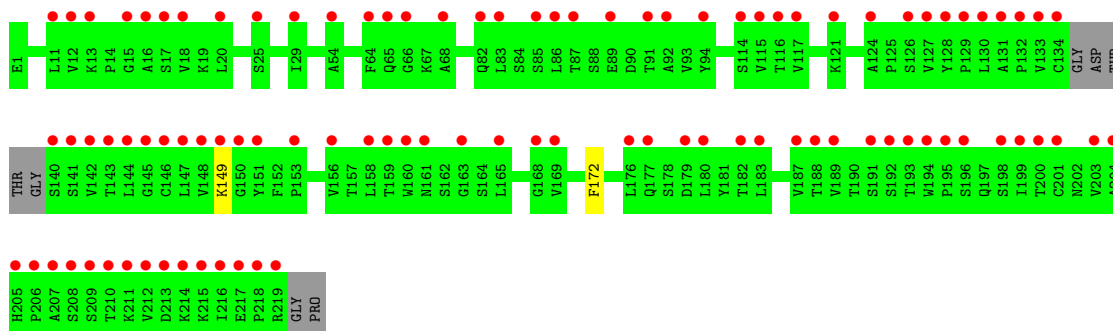 E1 L11 V12 K13 P14 G15 A16 S17 V18 K19 L20 S25 I29 A54 F64 Q65 G66 K67 A68 Q82 L83 S84 S85 L86 T87 S88 E89 D90 T91 A92 V93 Y94 S114 V115 T116 V117 K121 A124 P125 S126 V127 Y128 P129 L130 A131 P132 V133 C134 GLY ASP
THR GLY S140 S141 V142 T143 L144 G145 C146 L147 V148 K149 G150 Y151 F152 P153 V156 T157 L158 T159 W160 N161 S162 G163 S164 L165 G168 V169 F172 L176 Q177 S178 D179 L180 Y181 T182 L183 V187 T188 V189 T190 S191 S192 T193 W194 P195 S196 Q197 S198 I199 T200 C201 N202 V203
H205 P206 A207 S208 S209 T210 K211 V212 D213 K214 K215 I216 E217 P218 R219 GLY PRO